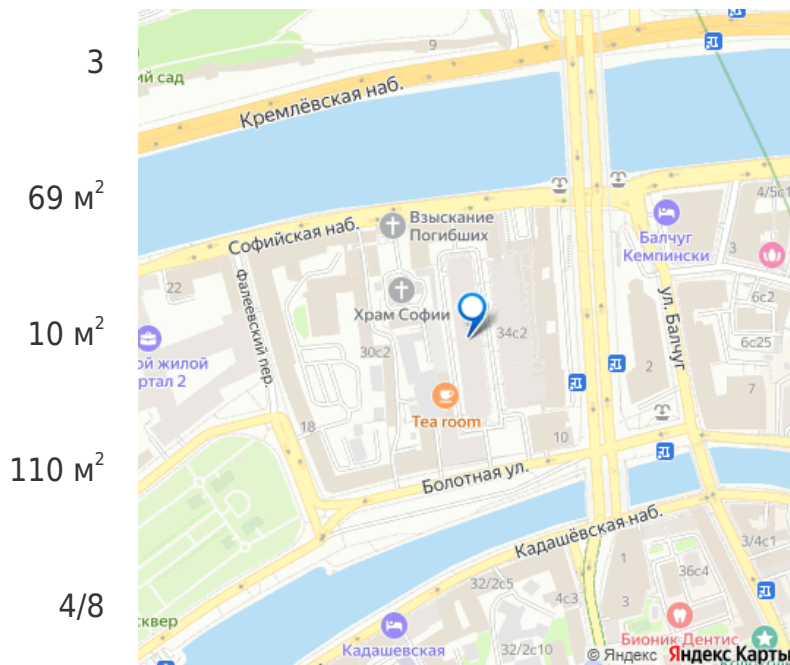 3
69 м²
10 м²
110 м²
4/8
9
ий сад
Кремлёвская наб.
4/5с1
Взыскание
Погибших
Балчуг
Кемпински
3
Софийская наб.
Фалеевский пер.
22
Храм Софии
ул. Балчуг
6с2
34с2
6с25
ой жилой
ртал 2
30с2
2
7
Tea room
18
10
Болотная ул.
Кадашёвская наб.
3/4с1
1
36с4
32/2с5
4с3
3
сквер
Кадашевская
32/2с10
Бионик Дентис
© Яндекс Яндекс Карты